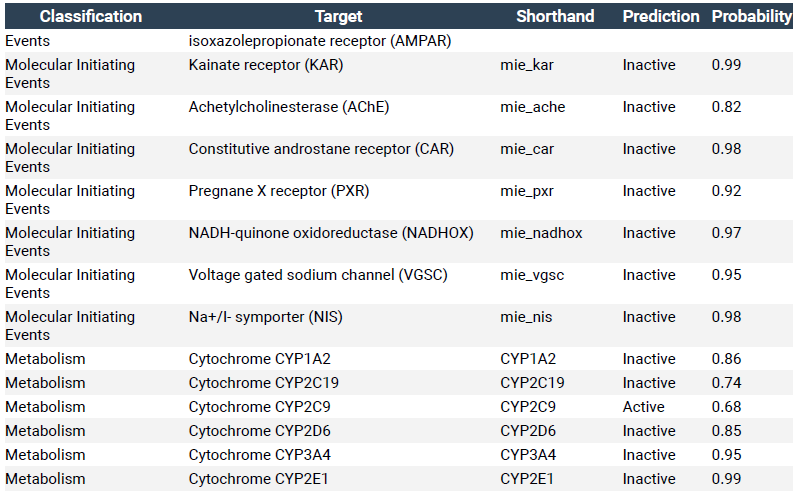 Classification Target Shorthand Prediction Probability
Events isoxazolepropionate receptor (AMPAR)
Molecular Initiating Kainate receptor (KAR) mie_kar Inactive 0.99
Events
Molecular Initiating Achetylcholinesterase (AChE) mie_ache Inactive 0.82
Events
Molecular Initiating Constitutive androstane receptor (CAR) mie_car Inactive 0.98
Events
Molecular Initiating Pregnane X receptor (PXR) mie_pxr Inactive 0.92
Events
Molecular Initiating NADH-quinone oxidoreductase (NADHOX) mie_nadhox Inactive 0.97
Events
Molecular Initiating Voltage gated sodium channel (VGSC) mie_vgsc Inactive 0.95
Events
Molecular Initiating Na+/I- symporter (NIS) mie_nis Inactive 0.98
Events
Metabolism Cytochrome CYP1A2 CYP1A2 Inactive 0.86
Metabolism Cytochrome CYP2C19 CYP2C19 Inactive 0.74
Metabolism Cytochrome CYP2C9 CYP2C9 Active 0.68
Metabolism Cytochrome CYP2D6 CYP2D6 Inactive 0.85
Metabolism Cytochrome CYP3A4 CYP3A4 Inactive 0.95
Metabolism Cytochrome CYP2E1 CYP2E1 Inactive 0.99